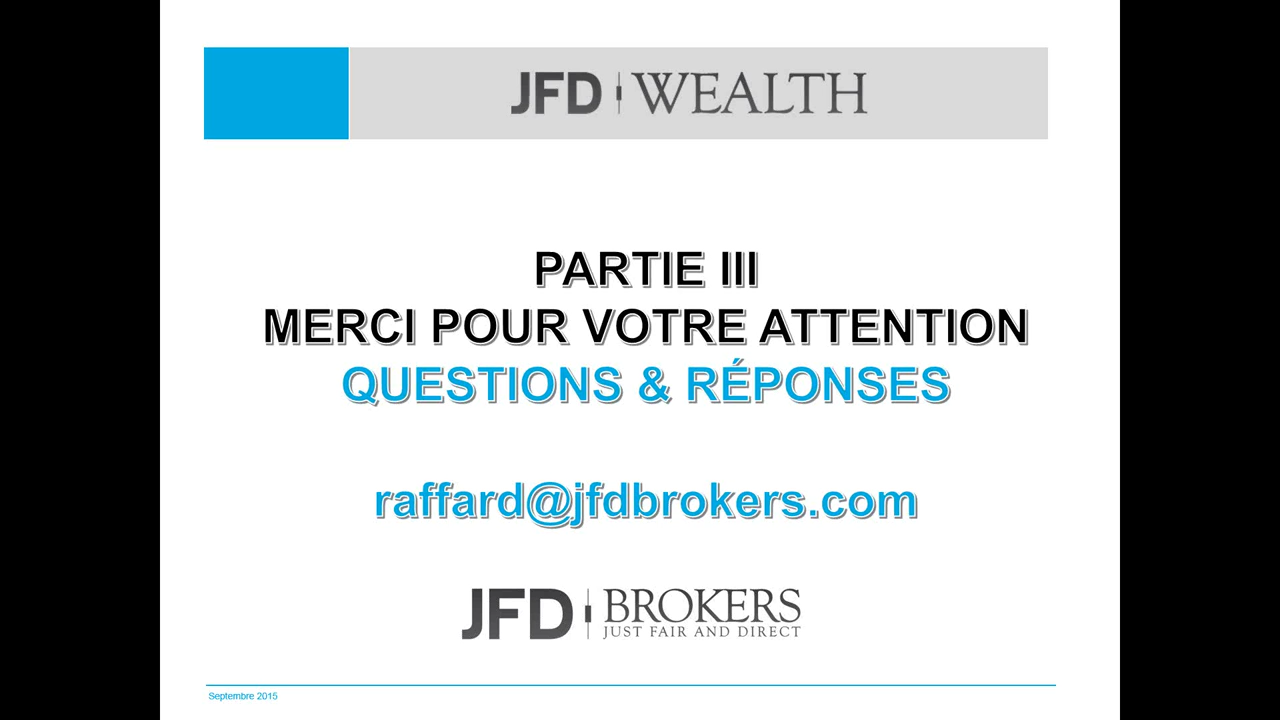 JFD WEALTH
PARTIE III
MERCI POUR VOTRE ATTENTION
QUESTIONS & RÉPONSES
raffard@jfdbrokers.com
JFD BROKERS
JUST FAIR AND DIRECT
Septembre 2015